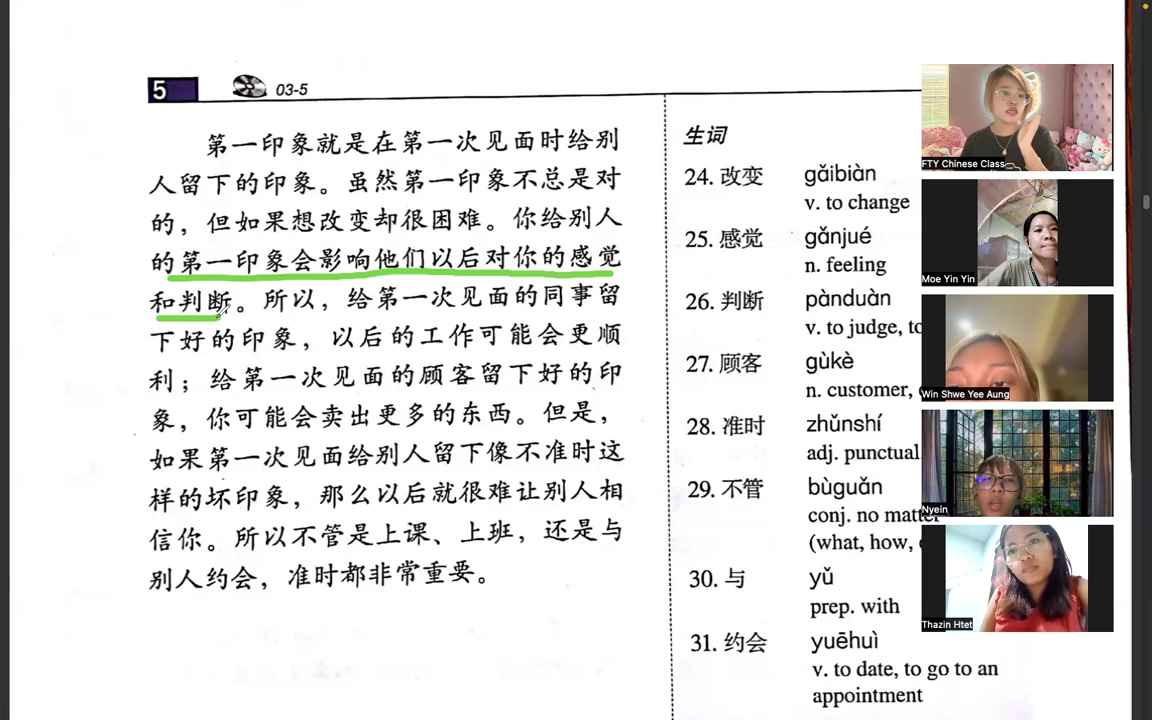 5
03-5
第一印象就是在第一次见面时给别
人留下的印象。虽然第一印象不总是对
的，但如果想改变却很困难。你给别人
的第一印象会影响他们以后对你的感觉
和判断。所以，给第一次见面的同事留
下好的印象，以后的工作可能会更顺
利；给第一次见面的顾客留下好的印
象，你可能会卖出更多的东西。但是，
如果第一次见面给别人留下像不准时这
样的坏印象，那么以后就很难让别人相
信你。所以不管是上课、上班，还是与
别人约会，准时都非常重要。
生词
24. 改变 gǎibiàn
v. to change
25. 感觉 gǎnjué
n. feeling
26. 判断 pànduàn
v. to judge, to
27. 顾客 gùkè
n. customer,
28. 准时 zhǔnshí
adj. punctual
29. 不管 bùguǎn
conj. no matter
(what, how,
30. 与 yǔ
prep. with
31. 约会 yuēhuì
v. to date, to go to an
appointment
FTY Chinese Class
Moe Yin Yin
Win Shwe Yee Aung
Nyein
Thazin Htet